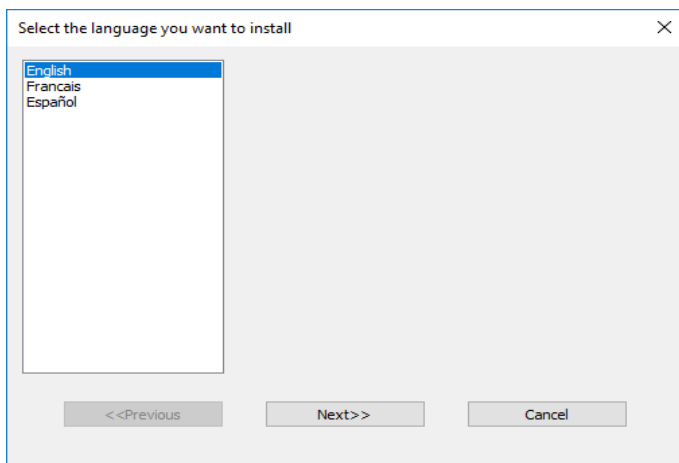 Select the language you want to install
English
Francais
Español
<<Previous
Next>>
Cancel